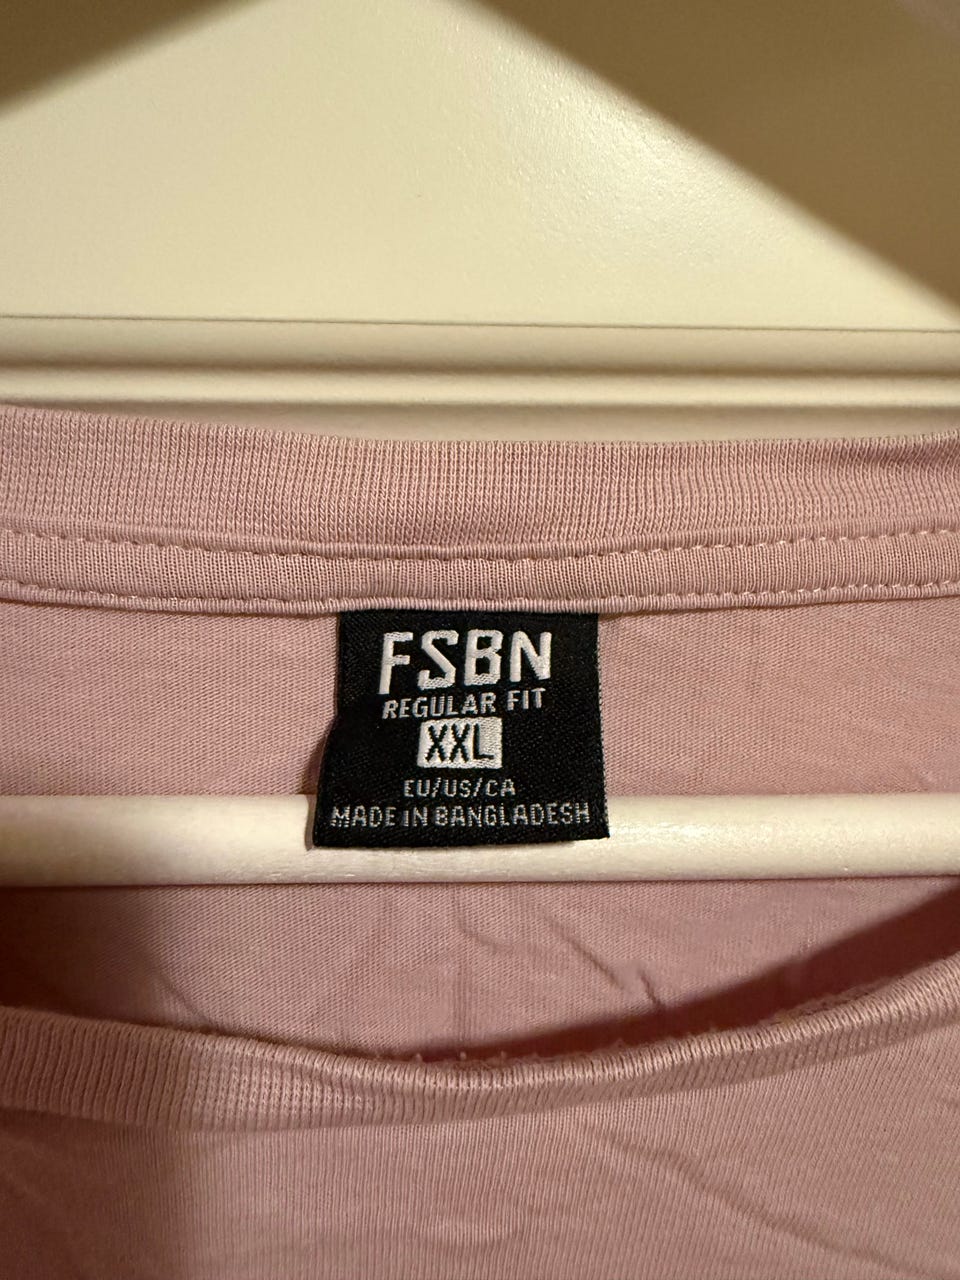 FSBN
REGULAR FIT
XXL
EU/US/CA
MADE IN BANGLADESH